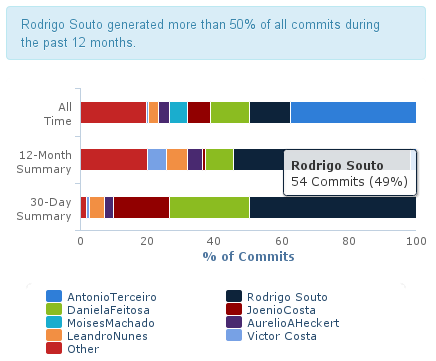 Rodrigo Souto generated more than 50% of all commits during
the past 12 months.
All
Time
12-Month
Summary
Rodrigo Souto
54 Commits (49%)
30-Day
Summary
0 20 40 60 80 100
% of Commits
AntonioTerceiro Rodrigo Souto
DanielaFeitosa JoenioCosta
MoisesMachado AurelioAHeckert
LeandroNunes Victor Costa
Other